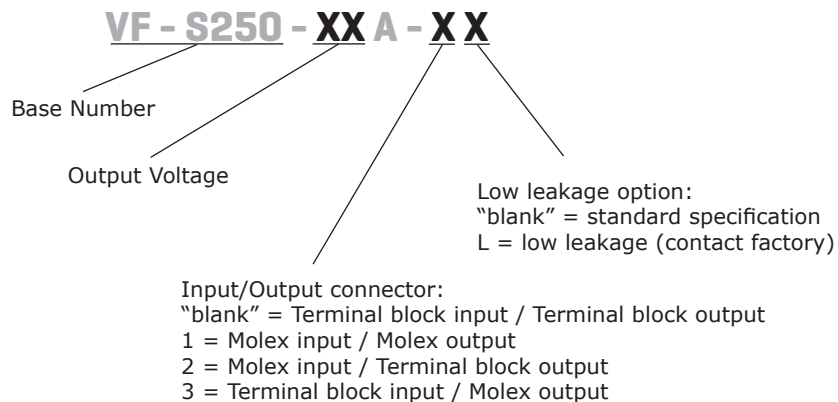 VF - S250 - XX A - X X
Base Number
Output Voltage
Low leakage option:
“blank” = standard specification
L = low leakage (contact factory)
Input/Output connector:
“blank” = Terminal block input / Terminal block output
1 = Molex input / Molex output
2 = Molex input / Terminal block output
3 = Terminal block input / Molex output